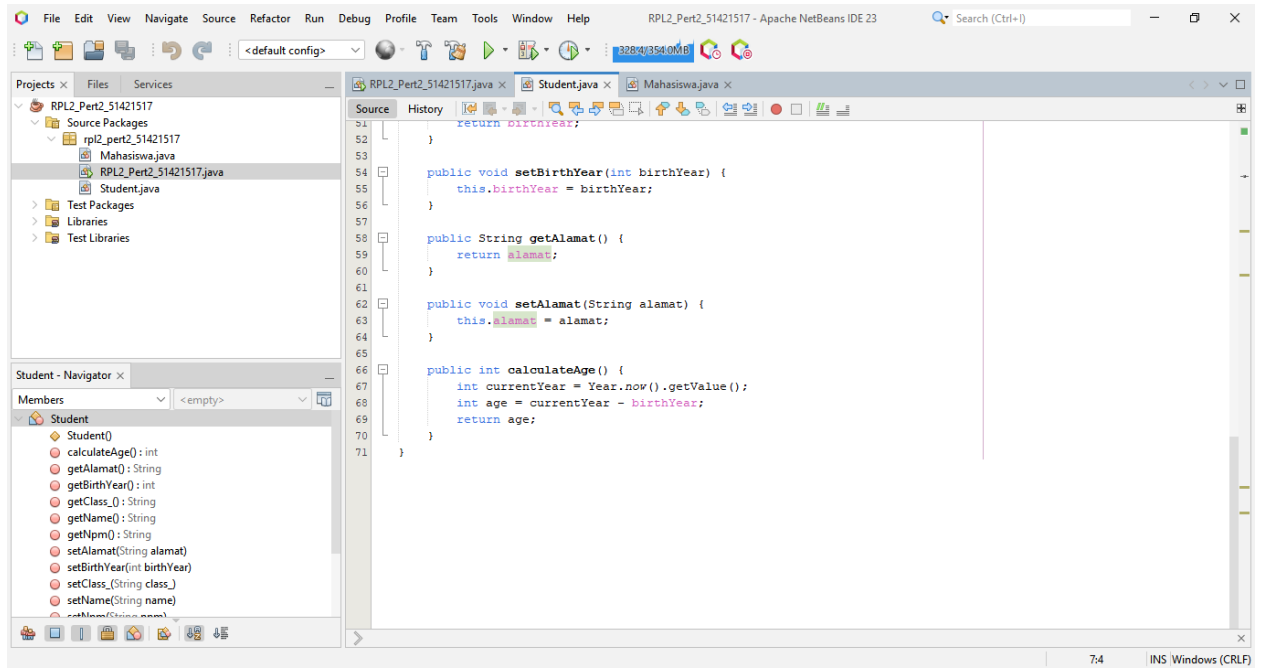 File Edit View Navigate Source Refactor Run Debug Profile Team Tools Window Help RPL2_Pert2_51421517 - Apache NetBeans IDE 23 Search (Ctrl+I)
<default config> 328.4/354.0MB
Projects × Files Services
RPL2_Pert2_51421517
Source Packages
rpl2_pert2_51421517
Mahasiswa.java
RPL2_Pert2_51421517.java
Student.java
Test Packages
Libraries
Test Libraries
Student - Navigator ×
Members <empty>
Student
Student()
calculateAge() : int
getAlamat() : String
getBirthYear() : int
getClass_() : String
getName() : String
getNpm() : String
setAlamat(String alamat)
setBirthYear(int birthYear)
setClass_(String class_)
setName(String name)
setNpm(String npm)
RPL2_Pert2_51421517.java × Student.java × Mahasiswa.java ×
Source History
51 return birthYear;
52 }
53
54 public void setBirthYear(int birthYear) {
55 this.birthYear = birthYear;
56 }
57
58 public String getAlamat() {
59 return alamat;
60 }
61
62 public void setAlamat(String alamat) {
63 this.alamat = alamat;
64 }
65
66 public int calculateAge() {
67 int currentYear = Year.now().getValue();
68 int age = currentYear - birthYear;
69 return age;
70 }
71 }
7:4 INS Windows (CRLF)